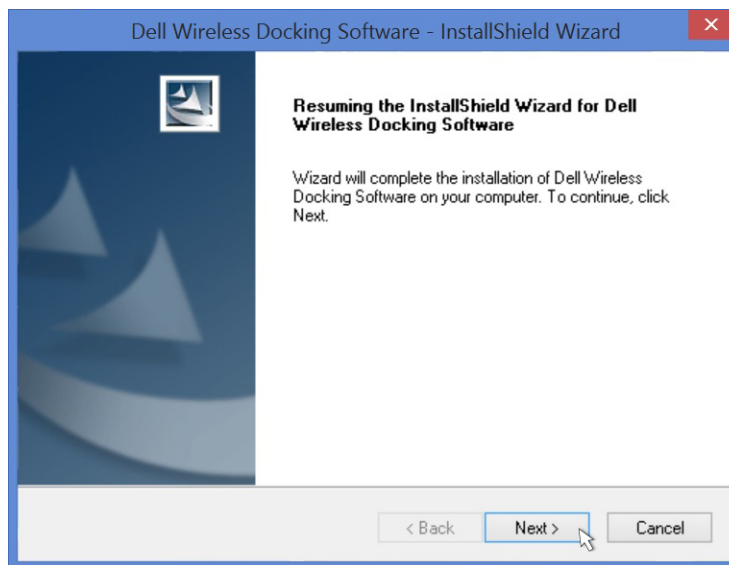 Dell Wireless Docking Software - InstallShield Wizard
Resuming the InstallShield Wizard for Dell
Wireless Docking Software
Wizard will complete the installation of Dell Wireless
Docking Software on your computer. To continue, click
Next.
< Back Next > Cancel